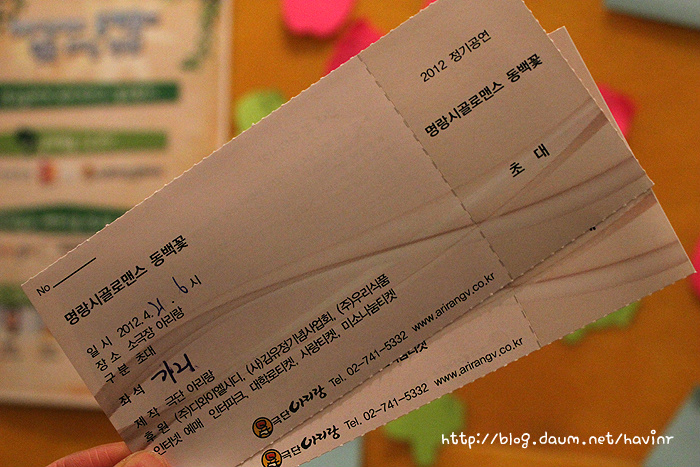 2012 정기공연
명랑시골로맨스 동백꽃
초 대
No
명랑시골로맨스 동백꽃
일 시 2012.4. 21. 6시
장 소 소극장 아리랑
구 분 초대
좌 석 가리
제 작 극단 아리랑
후 원 (주)다와이엘시디, (사)김유정기념사업회, (주)우리식품
인터넷 예매 인터파크, 대학로티켓, 사랑티켓, 미소나눔티켓
극단 아리랑 Tel. 02-741-5332 www.arirangv.co.kr
극단 아리랑 Tel. 02-741-5332 www.arirangv.co.kr
http://blog.daum.net/havinr